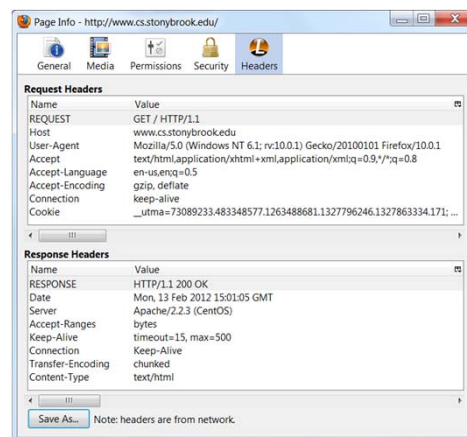 Page Info - http://www.cs.stonybrook.edu/
General Media Permissions Security Headers
Request Headers
Name Value
REQUEST GET / HTTP/1.1
Host www.cs.stonybrook.edu
User-Agent Mozilla/5.0 (Windows NT 6.1; rv:10.0.1) Gecko/20100101 Firefox/10.0.1
Accept text/html,application/xhtml+xml,application/xml;q=0.9,*/*;q=0.8
Accept-Language en-us,en;q=0.5
Accept-Encoding gzip, deflate
Connection keep-alive
Cookie __utma=73089233.483348577.1263488681.1327796246.1327863334.171; ...
Response Headers
Name Value
RESPONSE HTTP/1.1 200 OK
Date Mon, 13 Feb 2012 15:01:05 GMT
Server Apache/2.2.3 (CentOS)
Accept-Ranges bytes
Keep-Alive timeout=15, max=500
Connection Keep-Alive
Transfer-Encoding chunked
Content-Type text/html
Save As... Note: headers are from network.